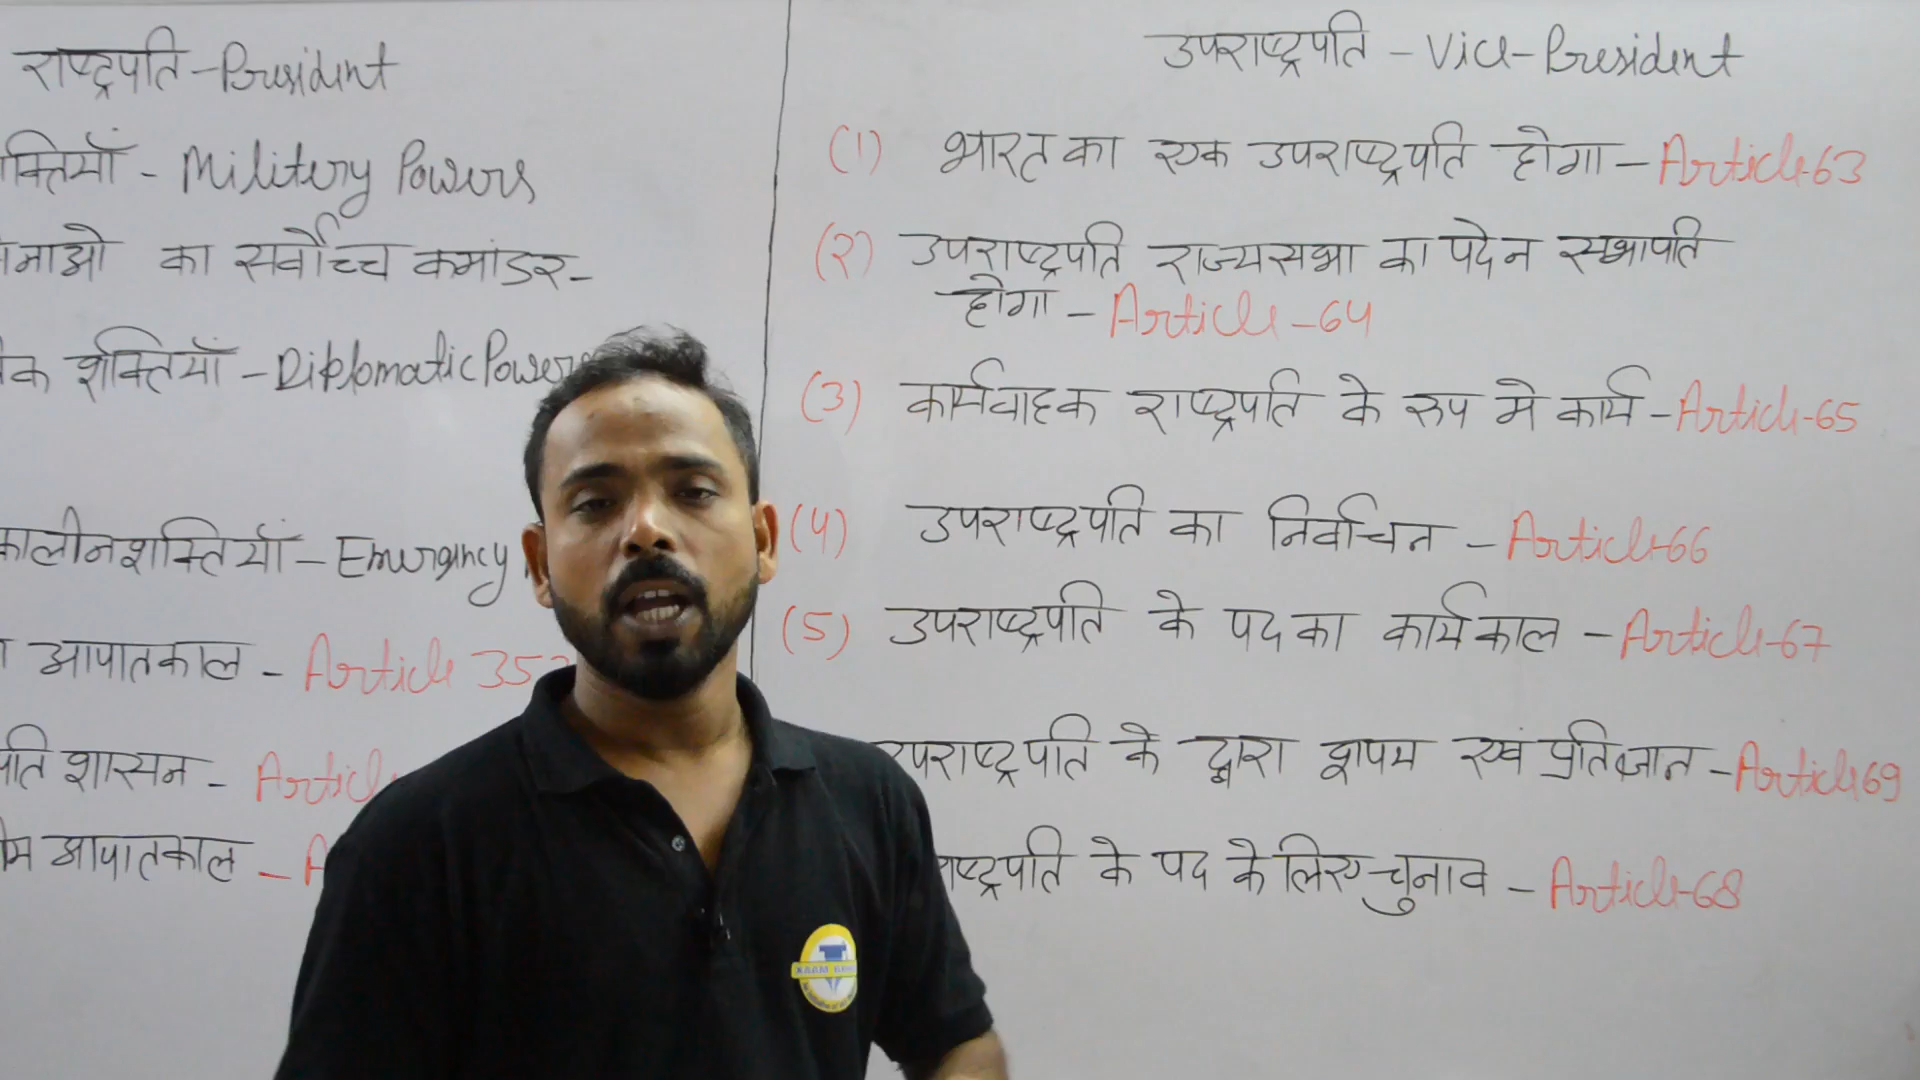 राष्ट्रपति - President
क्तियाँ - Militery Powers
नाओ का सर्वोच्च कमांडर -
क शक्तियाँ - Diplomatic Power
कालीन शक्तियाँ - Emergency
आपातकाल - Article 352
पति शासन - Articl
आपातकाल - A
उपराष्ट्रपति - Vice-President
(1) भारत का एक उपराष्ट्रपति होगा - Article-63
(2) उपराष्ट्रपति राज्यसभा का पदेन सभापति
होगा - Article - 64
(3) कार्यवाहक राष्ट्रपति के रूप मे कार्य - Article-65
(4) उपराष्ट्रपति का निर्वाचन - Article-66
(5) उपराष्ट्रपति के पद का कार्यकाल - Article-67
पराष्ट्रपति के द्वारा शपथ एवं प्रतिज्ञान - Article 69
ाष्ट्रपति के पद के लिए चुनाव - Article-68